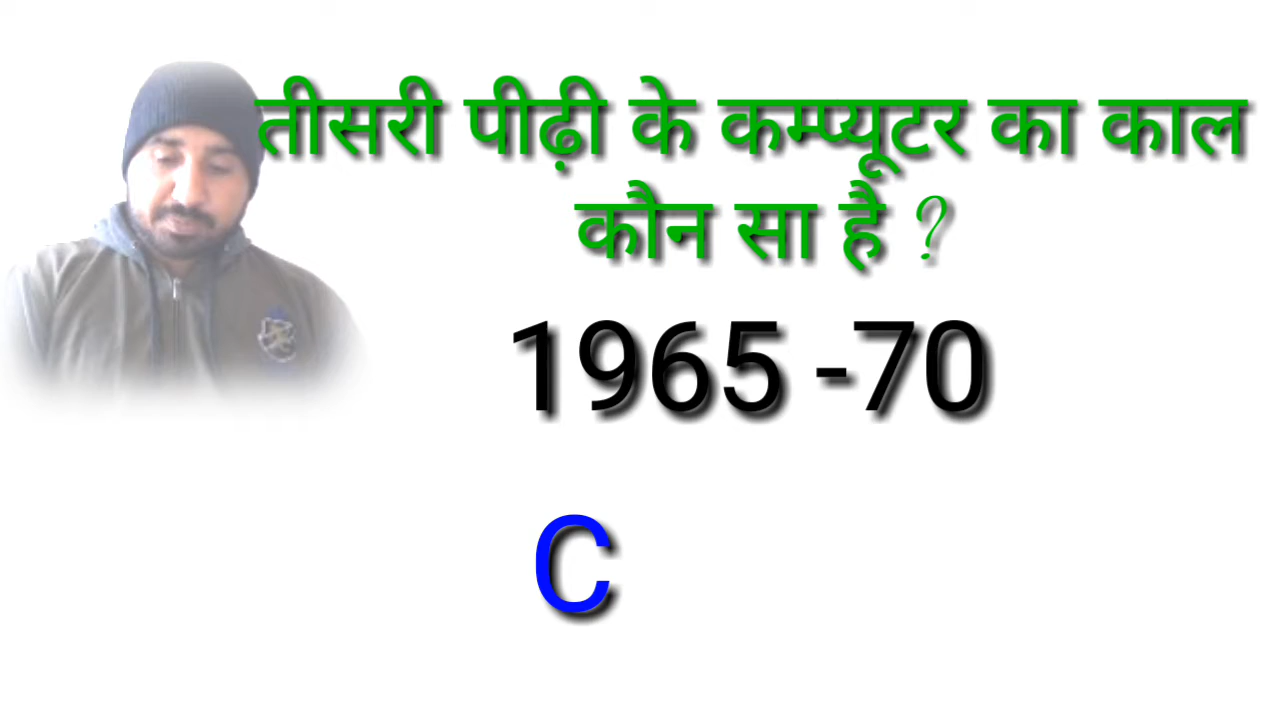 तीसरी पीढ़ी के कम्प्यूटर का काल
कौन सा है ?
1965 -70
C